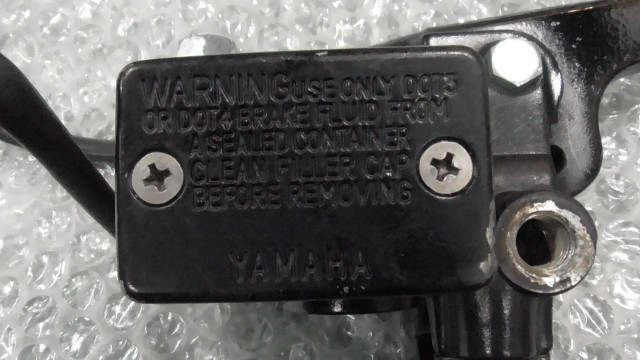 WARNING USE ONLY DOT3
OR DOT4 BRAKE FLUID FROM
A SEALED CONTAINER
CLEAN FILLER CAP
BEFORE REMOVING
YAMAHA